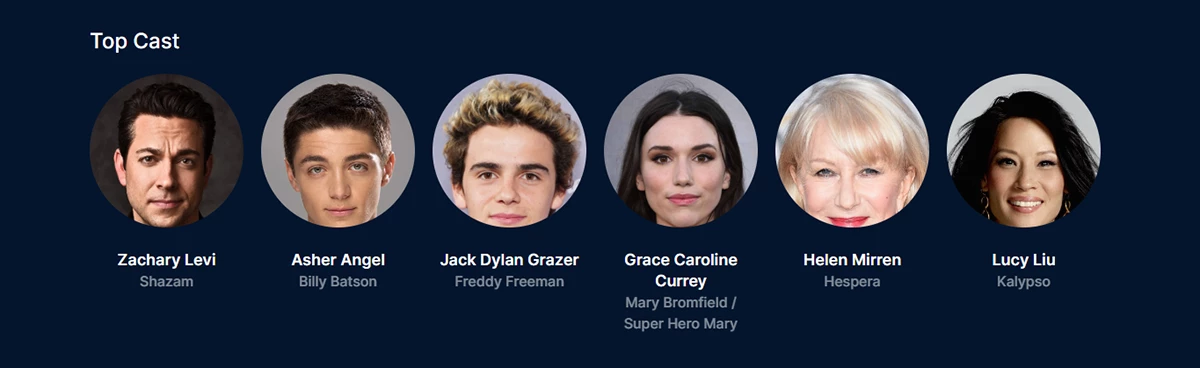 Top Cast
Zachary Levi
Shazam
Asher Angel
Billy Batson
Jack Dylan Grazer
Freddy Freeman
Grace Caroline
Currey
Mary Bromfield /
Super Hero Mary
Helen Mirren
Hespera
Lucy Liu
Kalypso